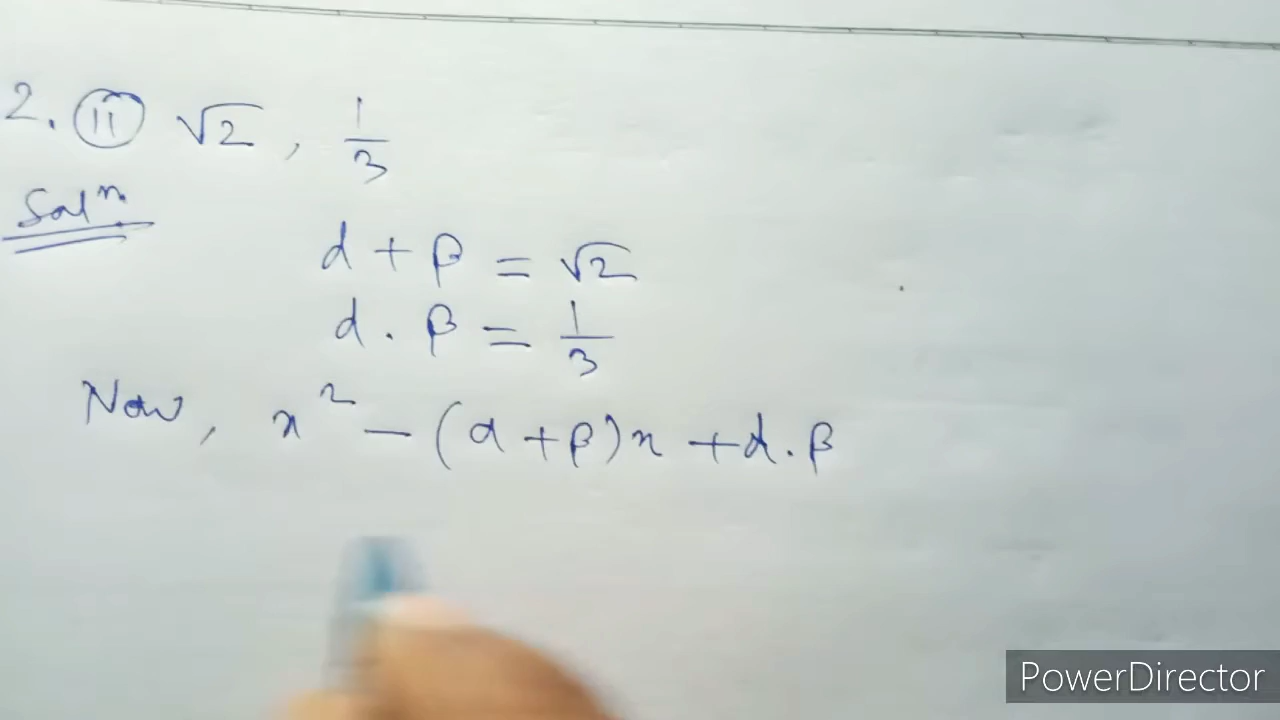 2. (ii) √2, 1/3
Solⁿ
α + β = √2
α . β = 1/3
Now, x² - (α + β)x + α . β
PowerDirector